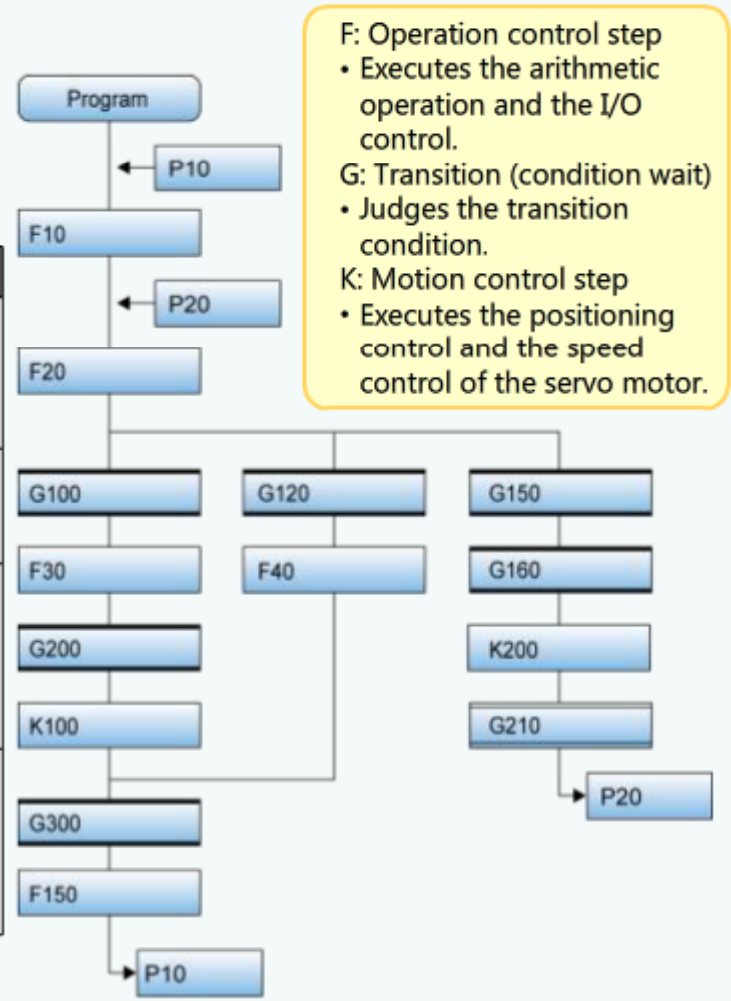 F: Operation control step
• Executes the arithmetic
operation and the I/O
control.
G: Transition (condition wait)
• Judges the transition
condition.
K: Motion control step
• Executes the positioning
control and the speed
control of the servo motor.
Program
P10
F10
P20
F20
G100 G120 G150
F30 F40 G160
G200 K200
K100 G210
P20
G300
F150
P10